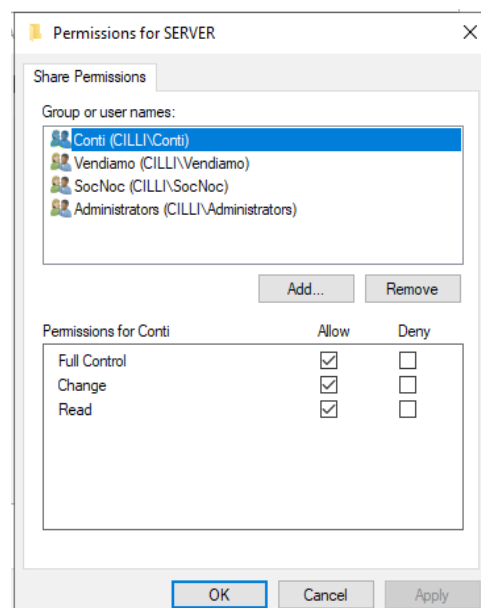 Permissions for SERVER
Share Permissions
Group or user names:
Conti (CILLI\Conti)
Vendiamo (CILLI\Vendiamo)
SocNoc (CILLI\SocNoc)
Administrators (CILLI\Administrators)
Add... Remove
Permissions for Conti Allow Deny
Full Control
Change
Read
OK Cancel Apply